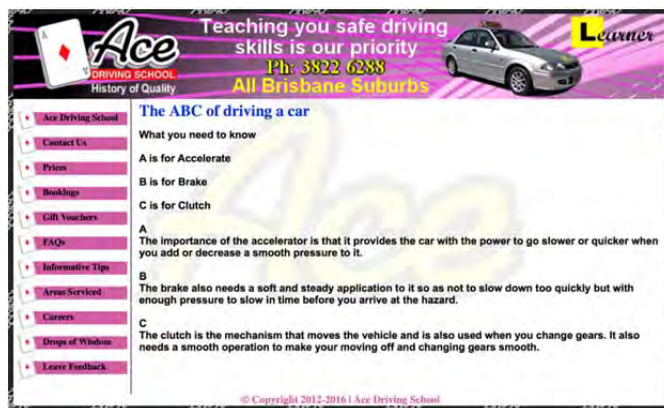 A
Ace
DRIVING SCHOOL
History of Quality
A
Teaching you safe driving
skills is our priority
Ph: 3822 6288
All Brisbane Suburbs
Learner
Ace Driving School
Contact Us
Prices
Bookings
Gift Vouchers
FAQs
Informative Tips
Areas Serviced
Careers
Drops of Wisdom
Leave Feedback
The ABC of driving a car
What you need to know
A is for Accelerate
B is for Brake
C is for Clutch
A
The importance of the accelerator is that it provides the car with the power to go slower or quicker when
you add or decrease a smooth pressure to it.
B
The brake also needs a soft and steady application to it so as not to slow down too quickly but with
enough pressure to slow in time before you arrive at the hazard.
C
The clutch is the mechanism that moves the vehicle and is also used when you change gears. It also
needs a smooth operation to make your moving off and changing gears smooth.
Ace
© Copyright 2012-2016 | Ace Driving School